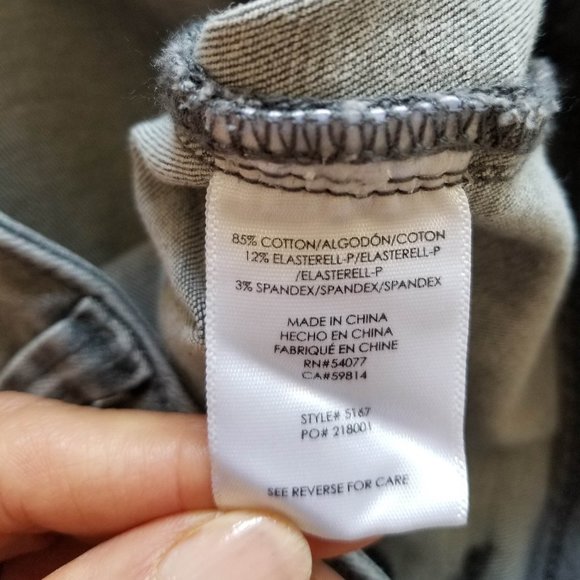 85% COTTON/ALGODÓN/COTON
12% ELASTERELL-P/ELASTERELL-P
/ELASTERELL-P
3% SPANDEX/SPANDEX/SPANDEX
MADE IN CHINA
HECHO EN CHINA
FABRIQUÉ EN CHINE
RN#54077
CA#59814
STYLE# 5167
PO# 218001
SEE REVERSE FOR CARE